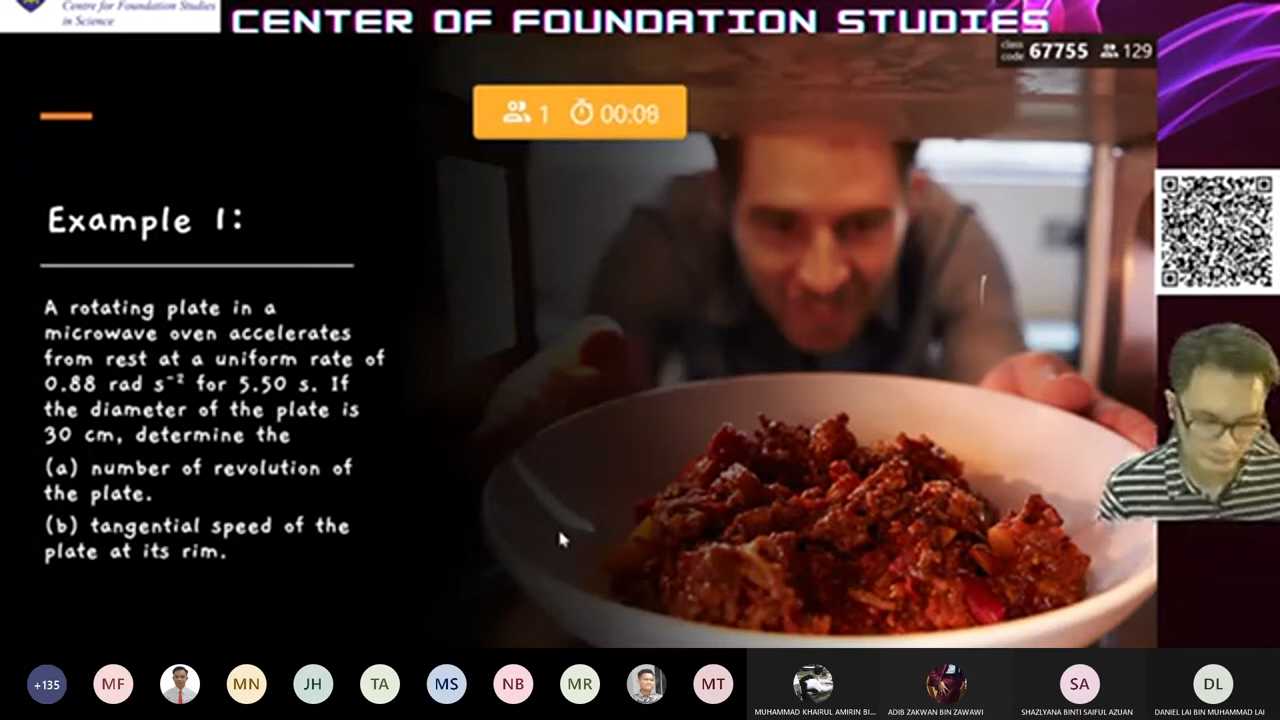 Centre for Foundation Studies
in Science
CENTER OF FOUNDATION STUDIES
class code 67755 129
1 00:08
Example 1:
A rotating plate in a
microwave oven accelerates
from rest at a uniform rate of
0.88 rad s⁻² for 5.50 s. If
the diameter of the plate is
30 cm, determine the
(a) number of revolution of
the plate.
(b) tangential speed of the
plate at its rim.
+135
MF
MN
JH
TA
MS
NB
MR
MT
SA
DL
MUHAMMAD KHAIRUL AMIRIN BI...
ADIB ZAKWAN BIN ZAWAWI
SHAZLYANA BINTI SAIFUL AZUAN
DANIEL LAI BIN MUHAMMAD LAI